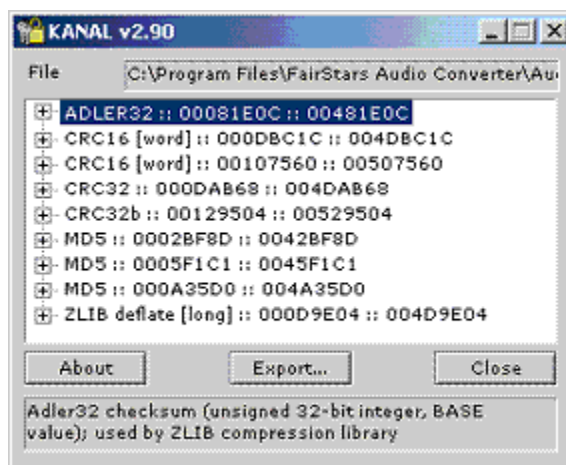 KANAL v2.90
File C:\Program Files\FairStars Audio Converter\Au
ADLER32 :: 00081E0C :: 00481E0C
CRC16 [word] :: 000DBC1C :: 004DBC1C
CRC16 [word] :: 00107560 :: 00507560
CRC32 :: 000DAB68 :: 004DAB68
CRC32b :: 00129504 :: 00529504
MD5 :: 0002BF8D :: 0042BF8D
MD5 :: 0005F1C1 :: 0045F1C1
MD5 :: 000A35D0 :: 004A35D0
ZLIB deflate [long] :: 000D9E04 :: 004D9E04
About Export... Close
Adler32 checksum (unsigned 32-bit integer, BASE
value); used by ZLIB compression library